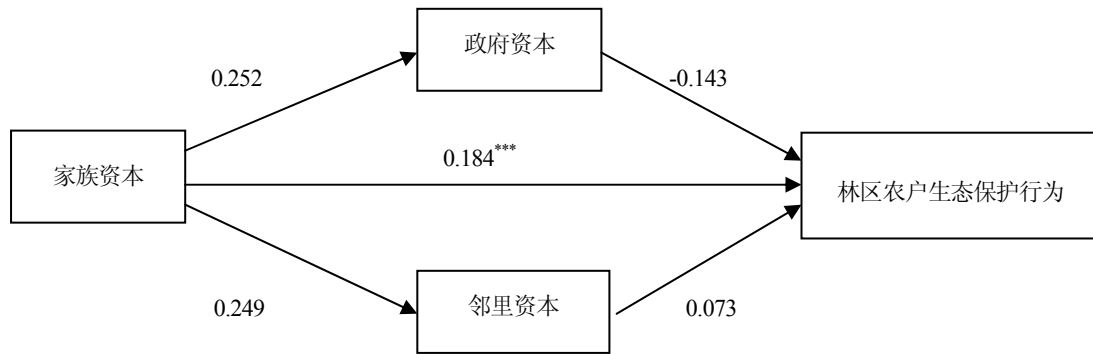 政府资本
0.252
-0.143
0.184***
家族资本
林区农户生态保护行为
0.249
邻里资本
0.073